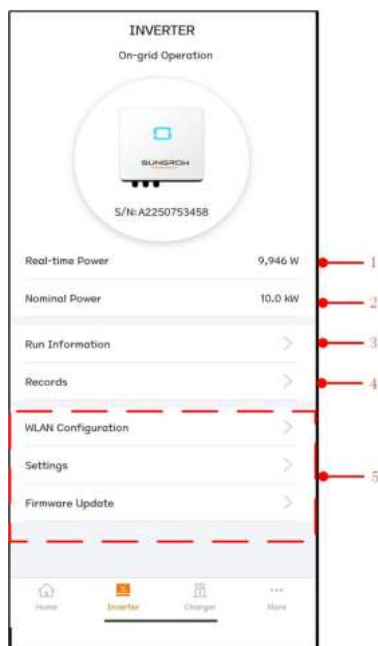 INVERTER
On-grid Operation
SUNGROW
S/N:A2250753458
Real-time Power 9,946 W 1
Nominal Power 10.0 kW 2
Run Information 3
Records 4
WLAN Configuration
Settings 5
Firmware Update
Home Inverter Charger More